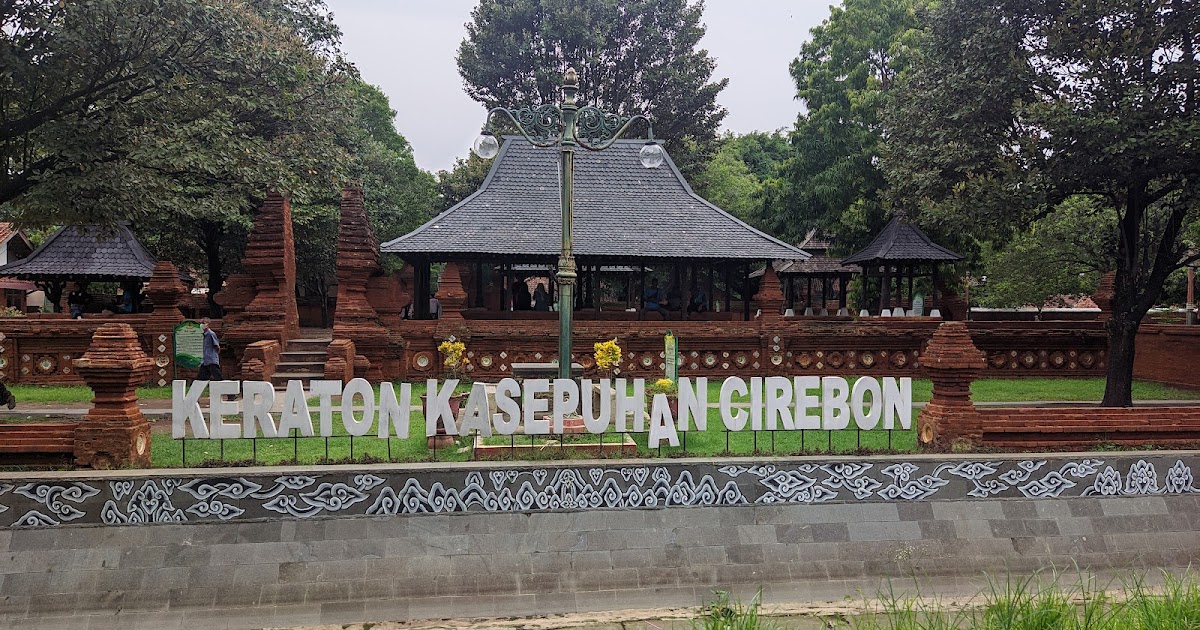 KERATON KASEPUHAN CIREBON